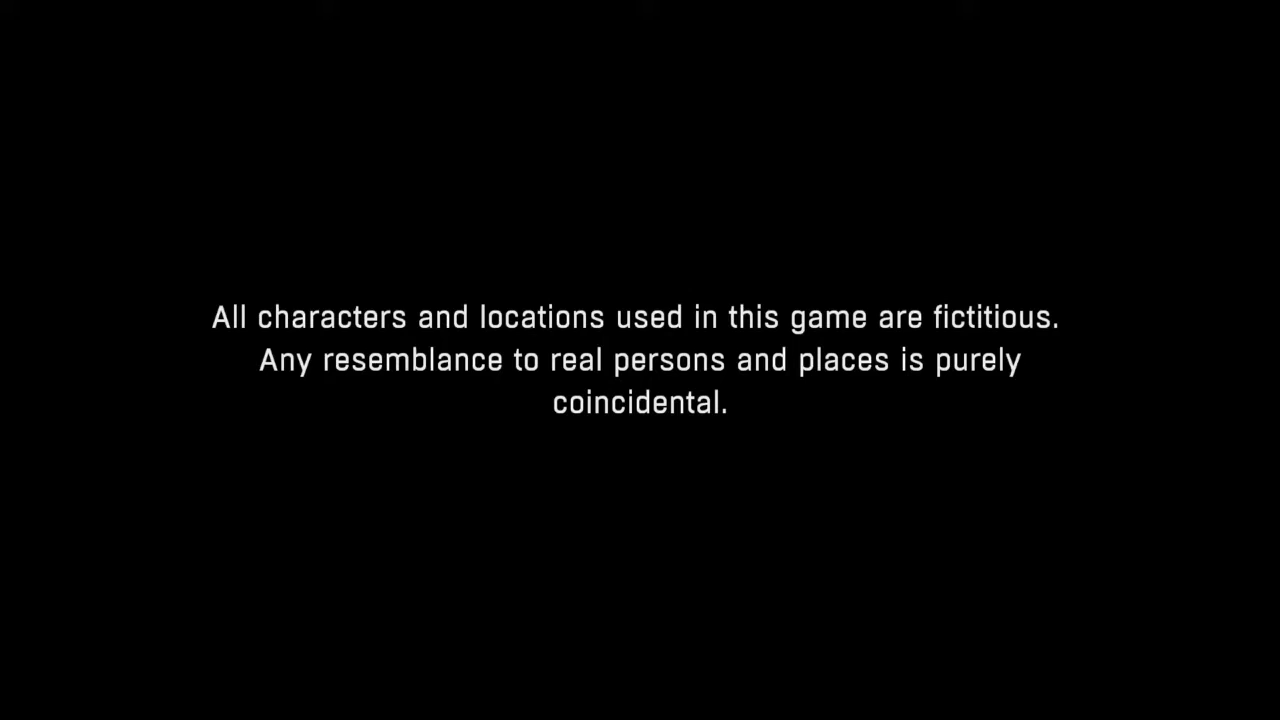 All characters and locations used in this game are fictitious.
Any resemblance to real persons and places is purely
coincidental.